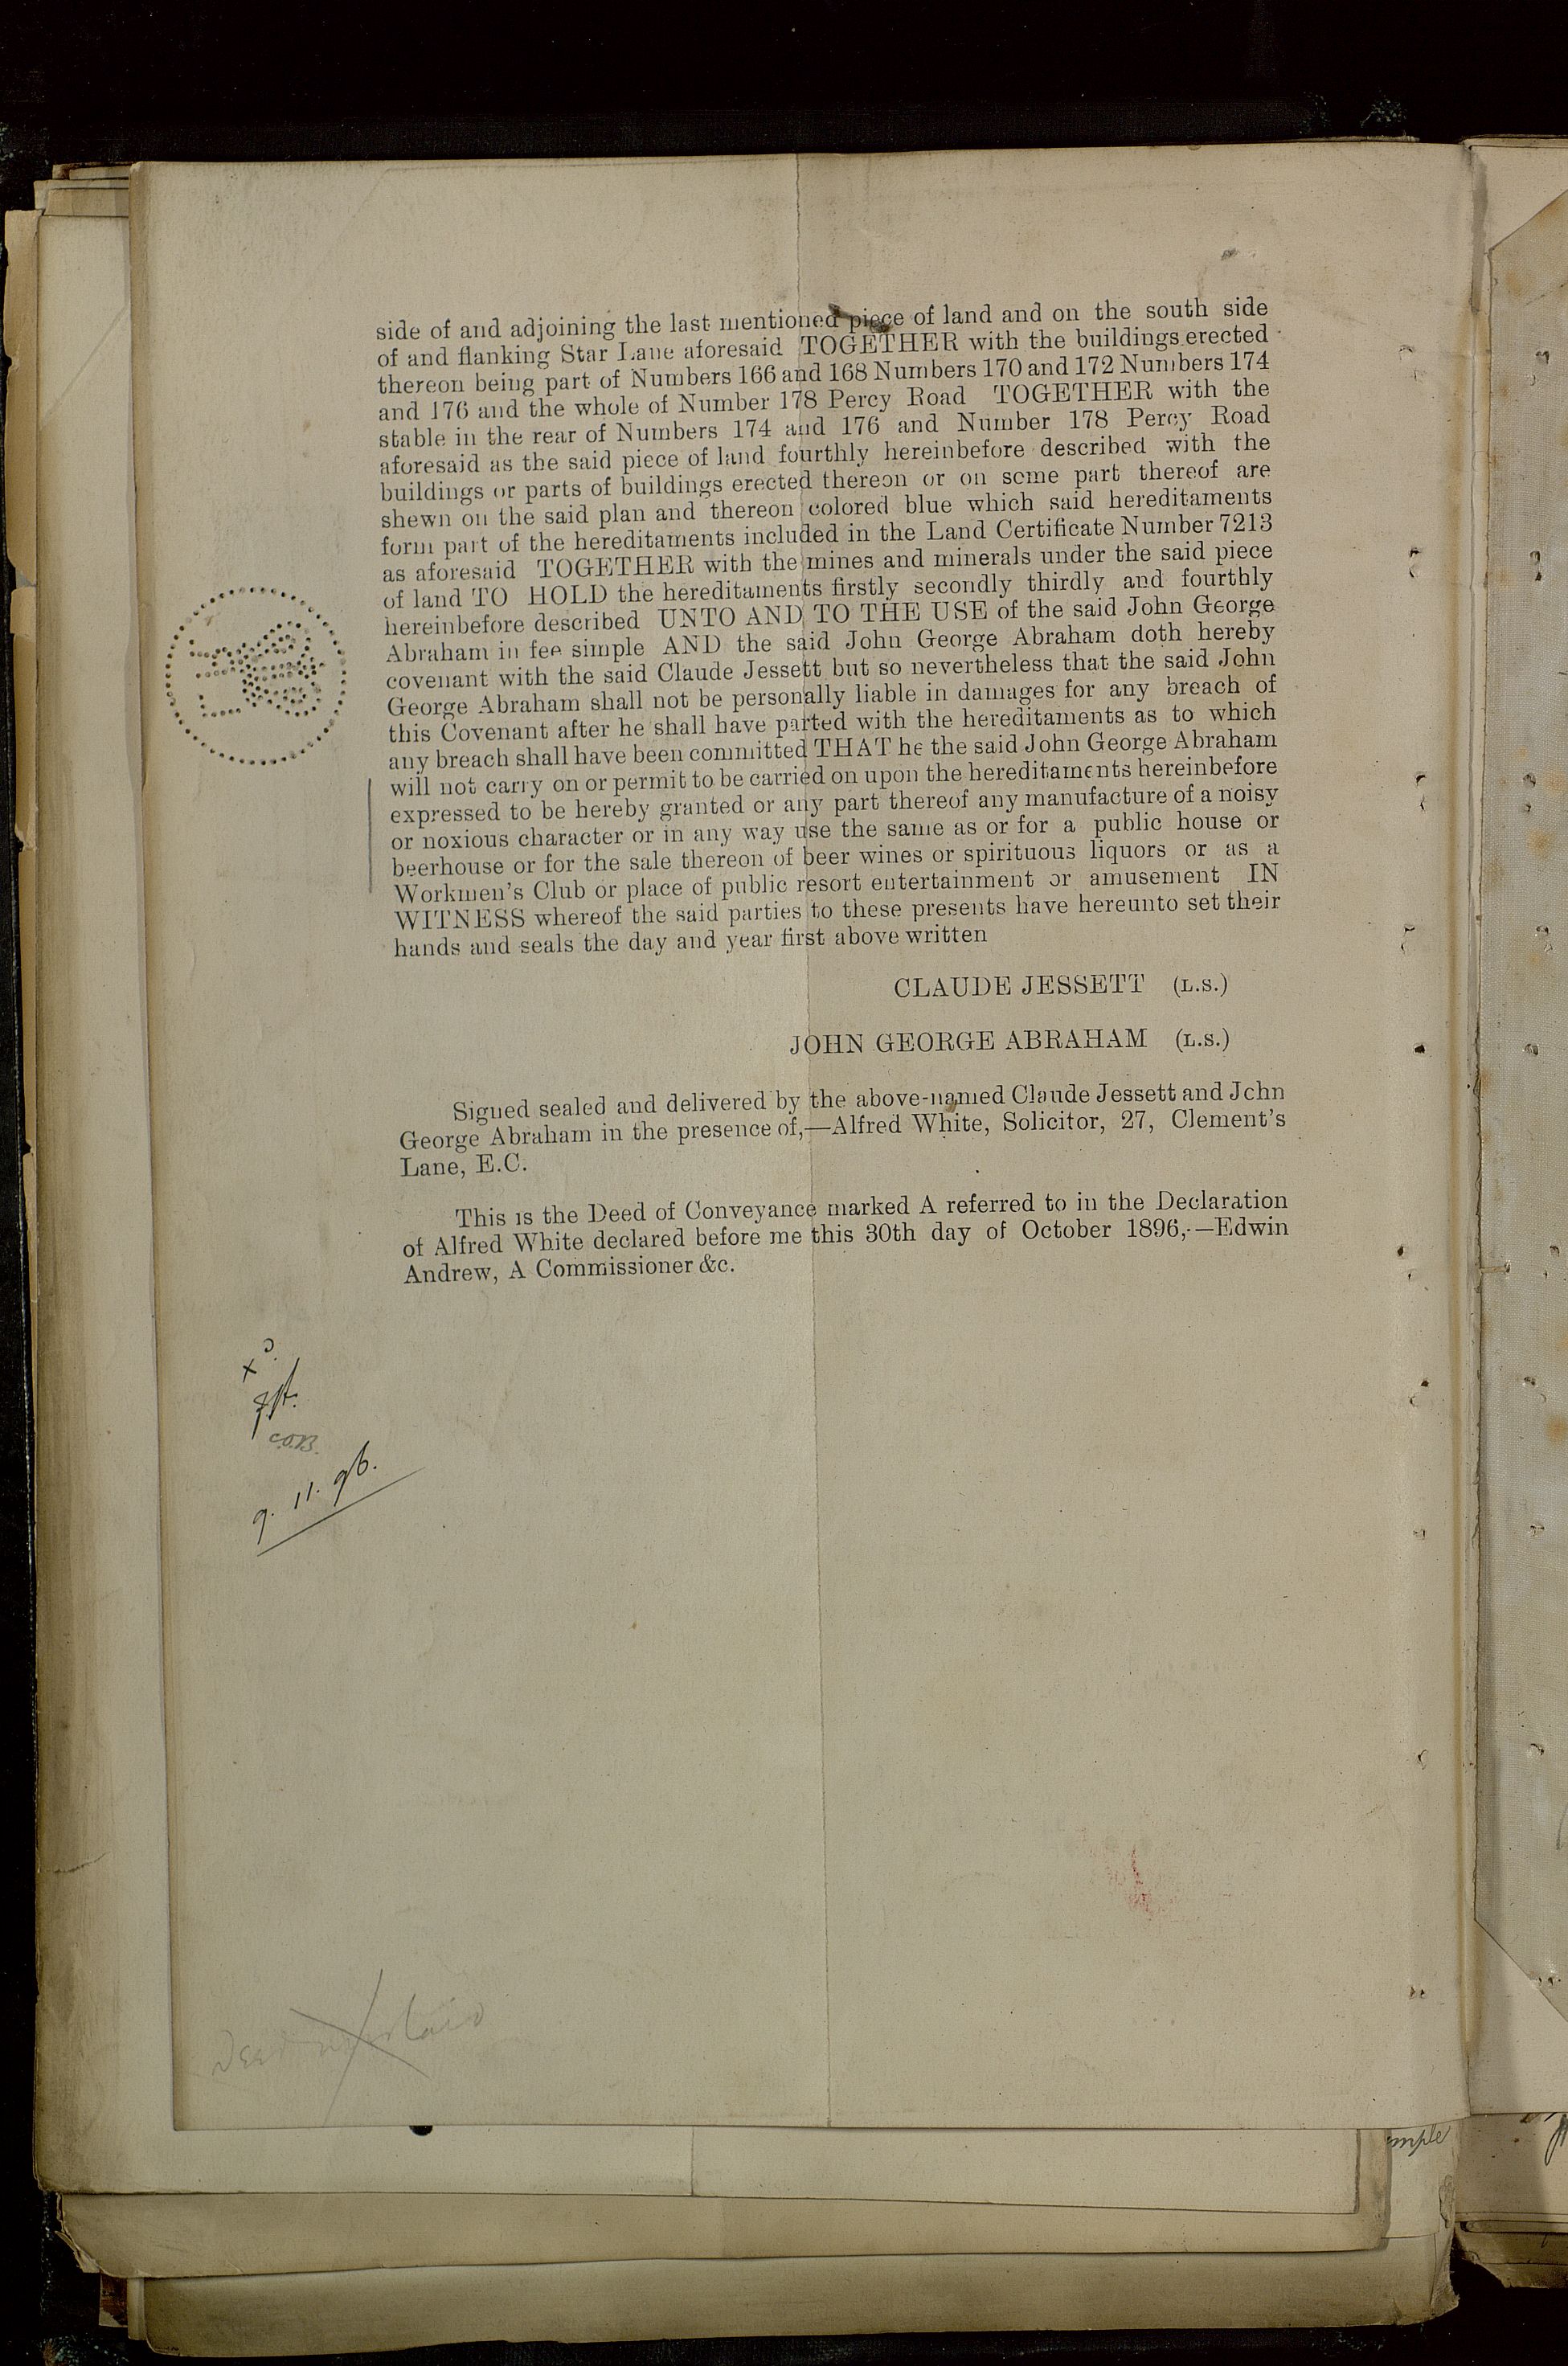 side of and adjoining the last mentioned piece of land and on the south side
of and flanking Star Lane aforesaid TOGETHER with the buildings erected
thereon being part of Numbers 166 and 168 Numbers 170 and 172 Numbers 174
and 176 and the whole of Number 178 Percy Road TOGETHER with the
stable in the rear of Numbers 174 and 176 and Number 178 Percy Road
aforesaid as the said piece of land fourthly hereinbefore described with the
buildings or parts of buildings erected thereon or on some part thereof are
shewn on the said plan and thereon colored blue which said hereditaments
form part of the hereditaments included in the Land Certificate Number 7213
as aforesaid TOGETHER with the mines and minerals under the said piece
of land TO HOLD the hereditaments firstly secondly thirdly and fourthly
hereinbefore described UNTO AND TO THE USE of the said John George
Abraham in fee simple AND the said John George Abraham doth hereby
covenant with the said Claude Jessett but so nevertheless that the said John
George Abraham shall not be personally liable in damages for any breach of
this Covenant after he shall have parted with the hereditaments as to which
any breach shall have been committed THAT he the said John George Abraham
will not carry on or permit to be carried on upon the hereditaments hereinbefore
expressed to be hereby granted or any part thereof any manufacture of a noisy
or noxious character or in any way use the same as or for a public house or
beerhouse or for the sale thereon of beer wines or spirituous liquors or as a
Workmen's Club or place of public resort entertainment or amusement IN
WITNESS whereof the said parties to these presents have hereunto set their
hands and seals the day and year first above written
CLAUDE JESSETT (L.S.)
JOHN GEORGE ABRAHAM (L.S.)
Signed sealed and delivered by the above-named Claude Jessett and John
George Abraham in the presence of,—Alfred White, Solicitor, 27, Clement's
Lane, E.C.
This is the Deed of Conveyance marked A referred to in the Declaration
of Alfred White declared before me this 30th day of October 1896,—Edwin
Andrew, A Commissioner &c.
9. 11. 96.
mple